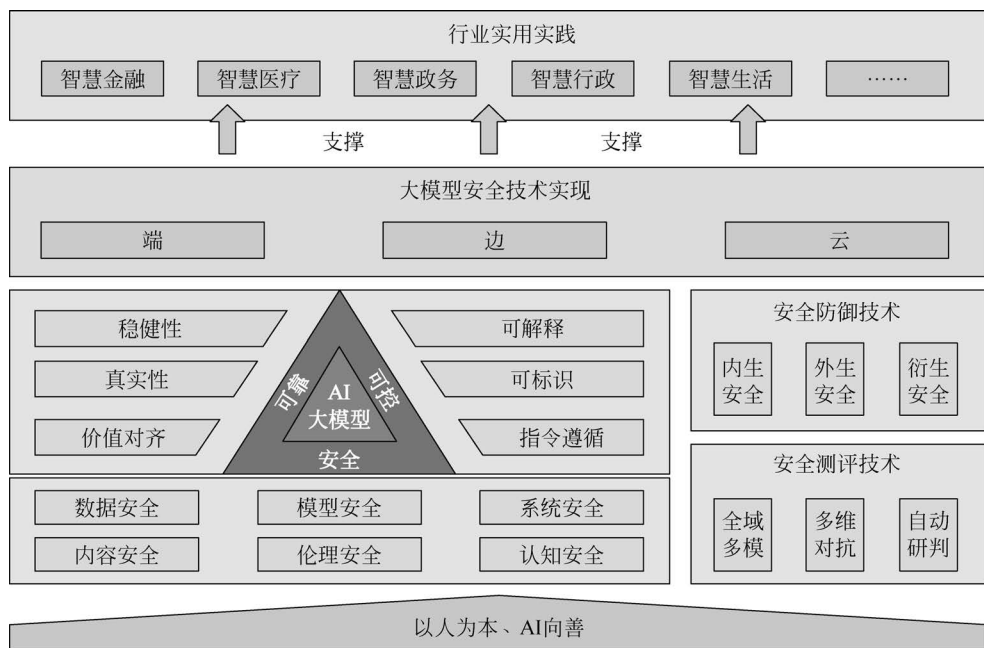 行业实用实践
智慧金融
智慧医疗
智慧政务
智慧行政
智慧生活
……
支撑
支撑
大模型安全技术实现
端
边
云
稳健性
真实性
价值对齐
可靠
可控
AI
大模型
安全
可解释
可标识
指令遵循
数据安全
模型安全
系统安全
内容安全
伦理安全
认知安全
安全防御技术
内生
安全
外生
安全
衍生
安全
安全测评技术
全域
多模
多维
对抗
自动
研判
以人为本、AI向善